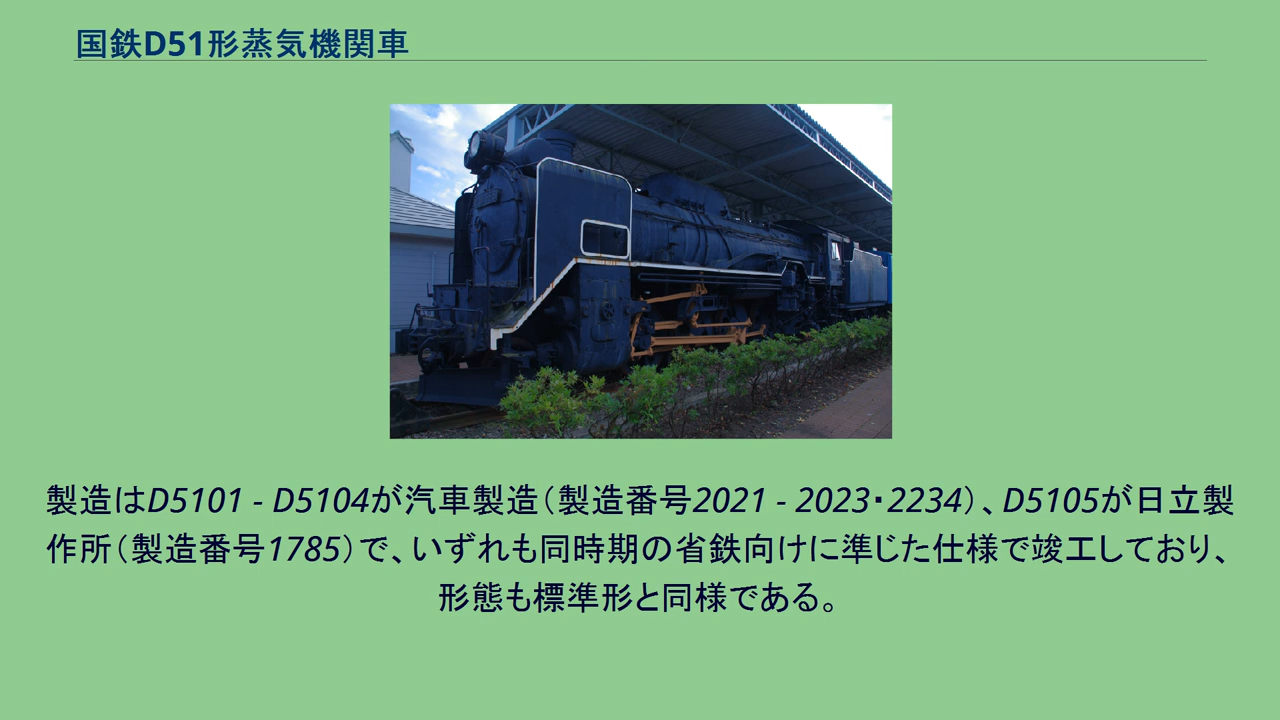 国鉄D51形蒸気機関車
製造はD5101 - D5104が汽車製造（製造番号2021 - 2023・2234）、D5105が日立製
作所（製造番号1785）で、いずれも同時期の省鉄向けに準じた仕様で竣工しており、
形態も標準形と同様である。